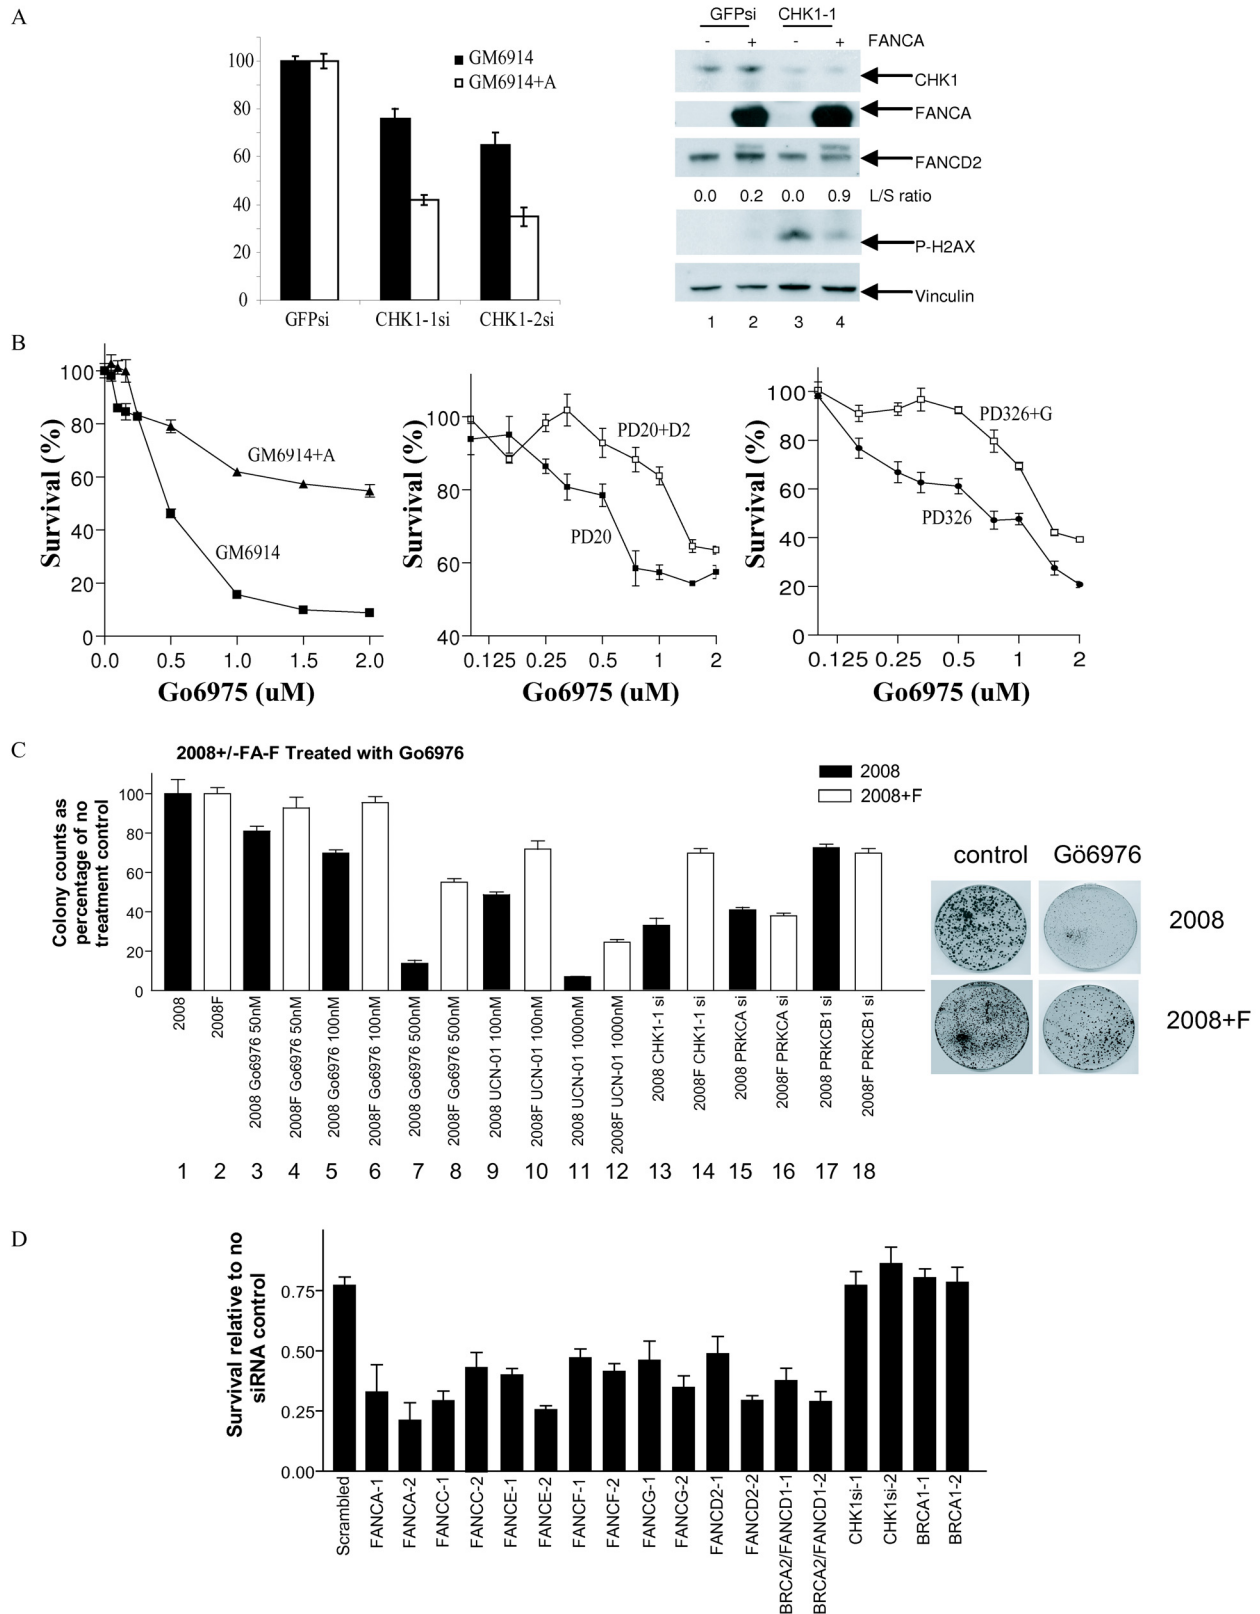 A
GM6914
GM6914+A
100
80
60
40
20
0
GFPsi
CHK1-1si
CHK1-2si
GFPsi CHK1-1
- + - + FANCA
CHK1
FANCA
FANCD2
0.0 0.2 0.0 0.9 L/S ratio
P-H2AX
Vinculin
1 2 3 4
B
Survival (%)
100
80
60
40
20
0
GM6914+A
GM6914
0.0 0.5 1.0 1.5 2.0
Go6975 (uM)
Survival (%)
100
80
60
40
PD20+D2
PD20
0.125 0.25 0.5 1 2
Go6975 (uM)
Survival (%)
100
80
60
40
20
0
PD326+G
PD326
0.125 0.25 0.5 1 2
Go6975 (uM)
C
2008+/-FA-F Treated with Go6976
2008
2008+F
Colony counts as
percentage of no
treatment control
100
80
60
40
20
0
2008
2008F
2008 Go6976 50nM
2008F Go6976 50nM
2008 Go6976 100nM
2008F Go6976 100nM
2008 Go6976 500nM
2008F Go6976 500nM
2008 UCN-01 100nM
2008F UCN-01 100nM
2008 UCN-01 1000nM
2008F UCN-01 1000nM
2008 CHK1-1 si
2008F CHK1-1 si
2008 PRKCA si
2008F PRKCA si
2008 PRKCB1 si
2008F PRKCB1 si
1 2 3 4 5 6 7 8 9 10 11 12 13 14 15 16 17 18
control Gö6976
2008
2008+F
D
Survival relative to no
siRNA control
0.75
0.50
0.25
0.00
Scrambled
FANCA-1
FANCA-2
FANCC-1
FANCC-2
FANCE-1
FANCE-2
FANCF-1
FANCF-2
FANCG-1
FANCG-2
FANCD2-1
FANCD2-2
BRCA2/FANCD1-1
BRCA2/FANCD1-2
CHK1si-1
CHK1si-2
BRCA1-1
BRCA1-2